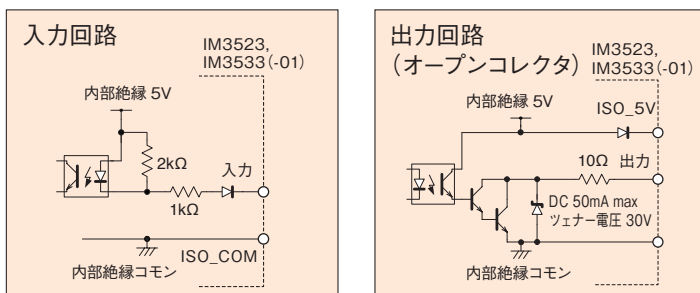 入力回路
IM3523,
IM3533(-01)
内部絶縁 5V
2kΩ
入力
1kΩ
ISO_COM
内部絶縁コモン
出力回路
（オープンコレクタ）
IM3523,
IM3533(-01)
内部絶縁 5V
ISO_5V
10Ω 出力
DC 50mA max
ツェナー電圧 30V
内部絶縁コモン